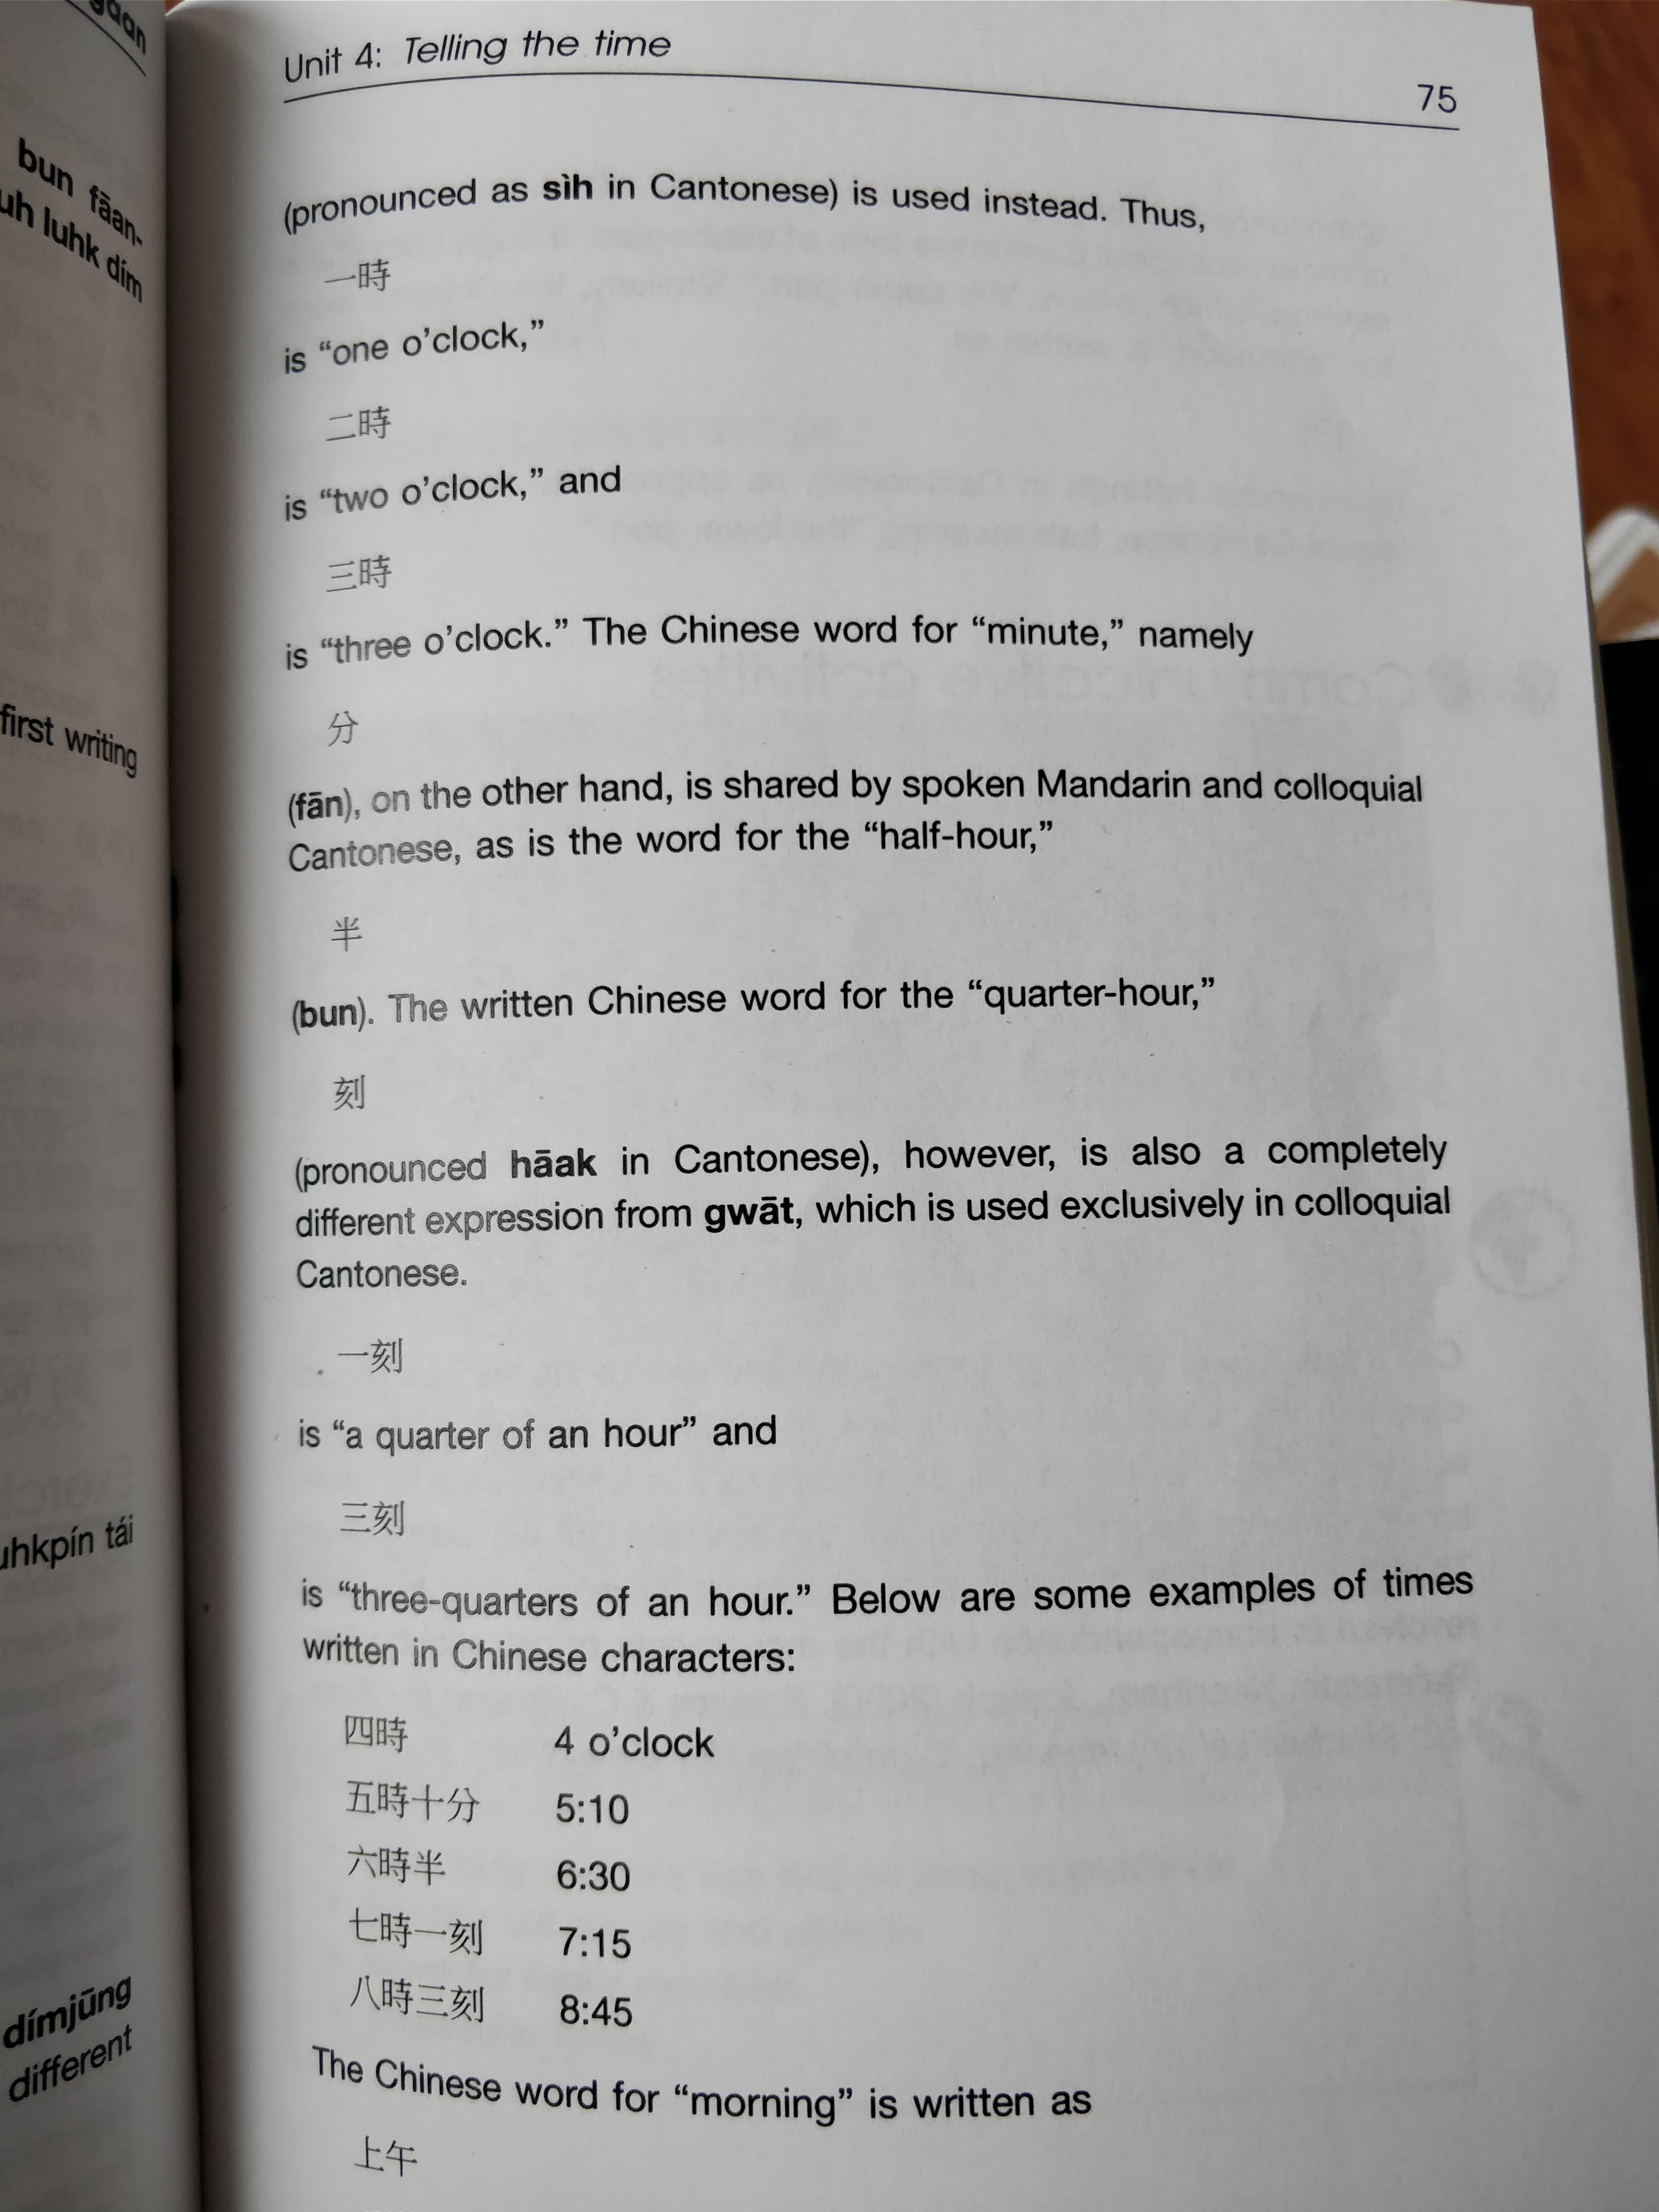 gaan
bun fāan-
uh luhk dím
first writing
uhkpín tái
dímjūng
different
Unit 4: Telling the time
75
(pronounced as sìh in Cantonese) is used instead. Thus,
一時
is “one o’clock,”
二時
is “two o’clock,” and
三時
is “three o’clock.” The Chinese word for “minute,” namely
分
(fān), on the other hand, is shared by spoken Mandarin and colloquial
Cantonese, as is the word for the “half-hour,”
半
(bun). The written Chinese word for the “quarter-hour,”
刻
(pronounced hāak in Cantonese), however, is also a completely
different expression from gwāt, which is used exclusively in colloquial
Cantonese.
一刻
is “a quarter of an hour” and
三刻
is “three-quarters of an hour.” Below are some examples of times
written in Chinese characters:
四時 4 o’clock
五時十分 5:10
六時半 6:30
七時一刻 7:15
八時三刻 8:45
The Chinese word for “morning” is written as
上午